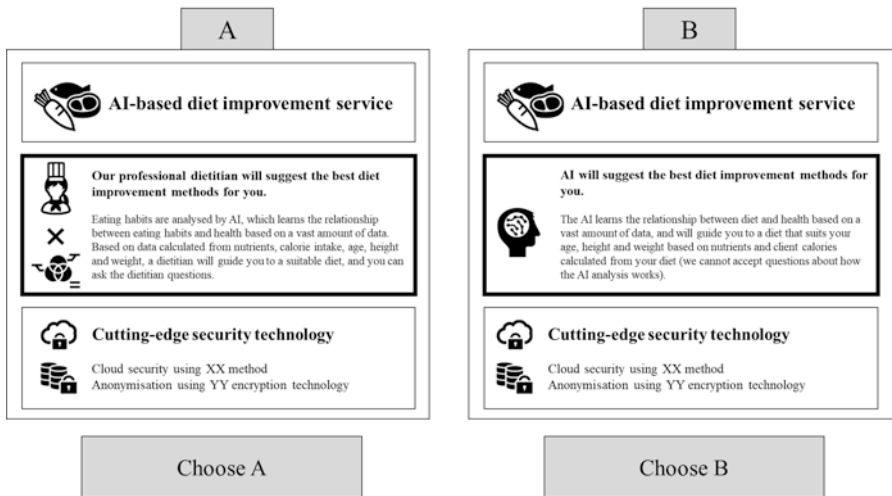 A
AI-based diet improvement service
Our professional dietitian will suggest the best diet
improvement methods for you.
Eating habits are analysed by AI, which learns the relationship
between eating habits and health based on a vast amount of data.
Based on data calculated from nutrients, calorie intake, age, height
and weight, a dietitian will guide you to a suitable diet, and you can
ask the dietitian questions.
Cutting-edge security technology
Cloud security using XX method
Anonymisation using YY encryption technology
Choose A
B
AI-based diet improvement service
AI will suggest the best diet improvement methods for
you.
The AI learns the relationship between diet and health based on a
vast amount of data, and will guide you to a diet that suits your
age, height and weight based on nutrients and client calories
calculated from your diet (we cannot accept questions about how
the AI analysis works).
Cutting-edge security technology
Cloud security using XX method
Anonymisation using YY encryption technology
Choose B